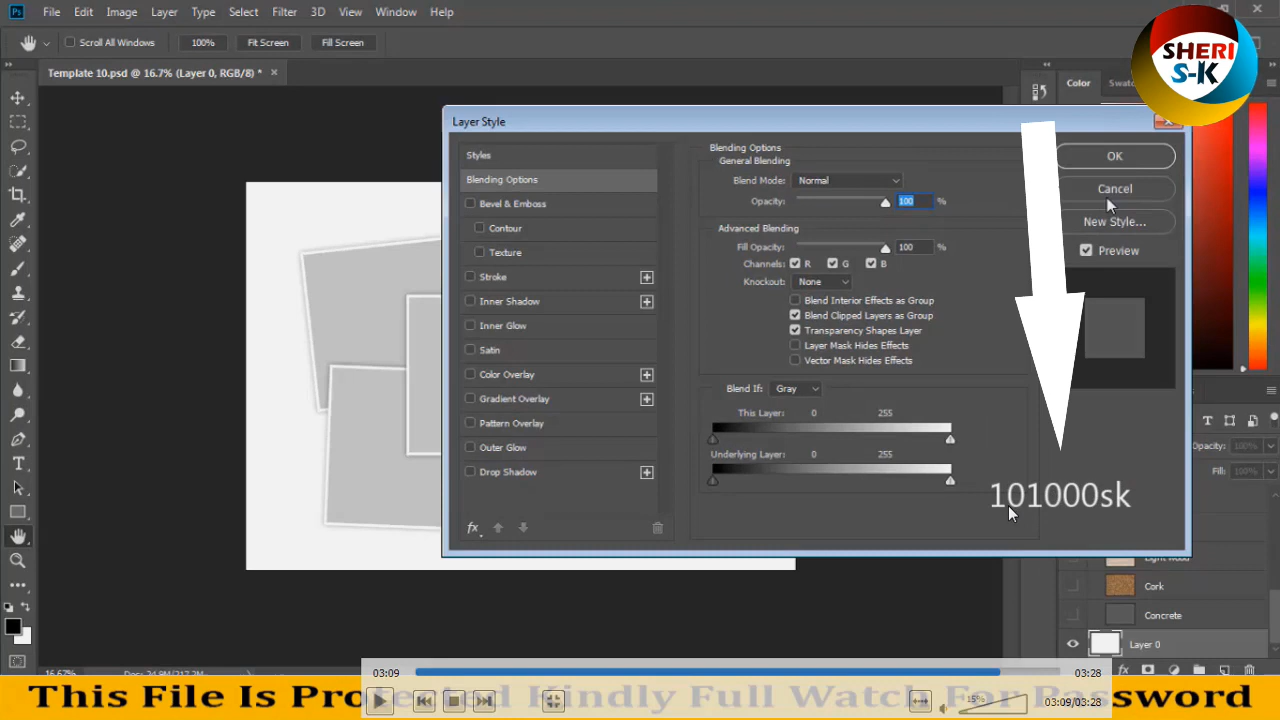 File Edit Image Layer Type Select Filter 3D View Window Help
Scroll All Windows 100% Fit Screen Fill Screen
SHERI
S-K
Template 10.psd @ 16.7% (Layer 0, RGB/8) * ×
Color
Layer Style
Styles
Blending Options
Bevel & Emboss
Contour
Texture
Stroke
Inner Shadow
Inner Glow
Satin
Color Overlay
Gradient Overlay
Pattern Overlay
Outer Glow
Drop Shadow
fx
Blending Options
General Blending
Blend Mode: Normal
Opacity: 100 %
Advanced Blending
Fill Opacity: 100 %
Channels: R G B
Knockout: None
Blend Interior Effects as Group
Blend Clipped Layers as Group
Transparency Shapes Layer
Layer Mask Hides Effects
Vector Mask Hides Effects
Blend If: Gray
This Layer: 0 255
Underlying Layer: 0 255
OK
Cancel
New Style...
Preview
101000sk
Opacity: 100%
Fill: 100%
Light Wood
Cork
Concrete
Layer 0
fx
16.67%
03:09 03:28
15% 03:09/03:28
This File Is Protected Kindly Full Watch For Password